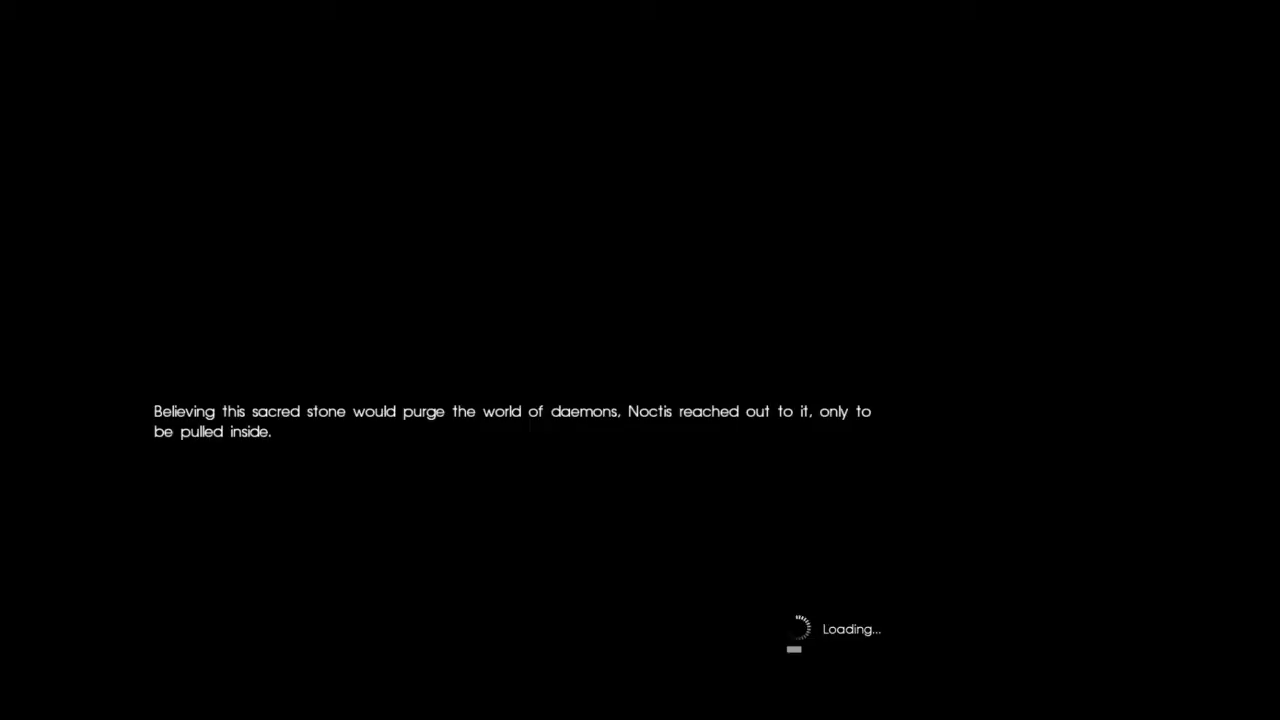 Believing this sacred stone would purge the world of daemons, Noctis reached out to it, only to
be pulled inside.
Loading...